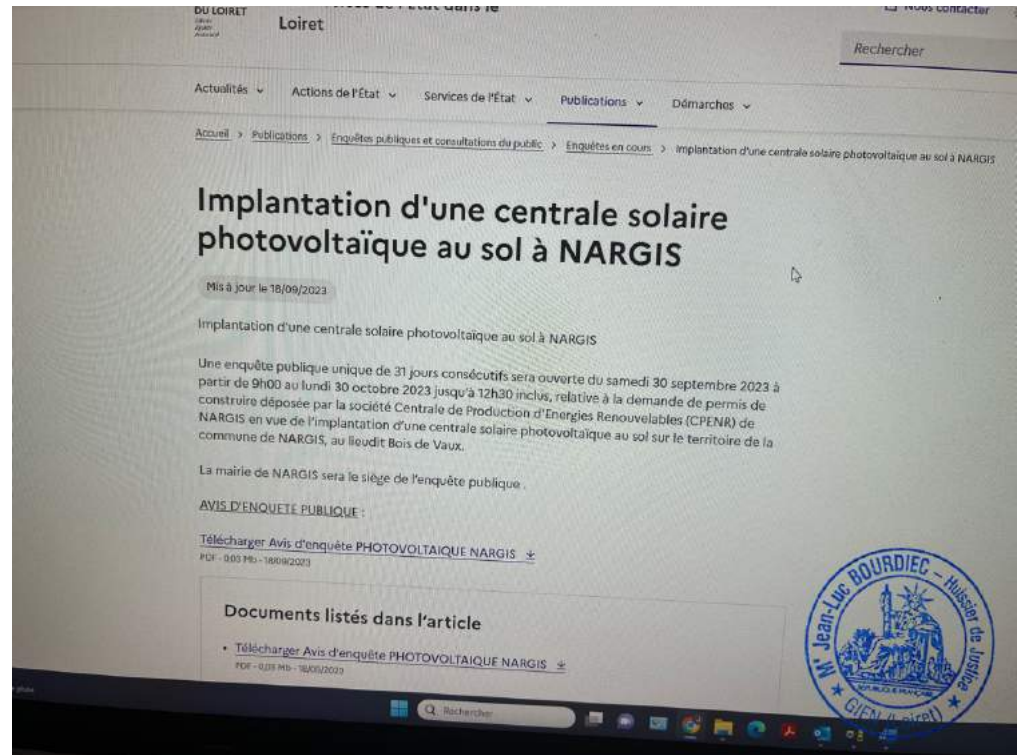 DU LOIRET
Liberté
Égalité
Fraternité
Loiret
Nous contacter
Rechercher
Actualités
Actions de l'État
Services de l'État
Publications
Démarches
Accueil > Publications > Enquêtes publiques et consultations du public > Enquêtes en cours > Implantation d'une centrale solaire photovoltaïque au sol à NARGIS
Implantation d'une centrale solaire
photovoltaïque au sol à NARGIS
Mis à jour le 18/09/2023
Implantation d'une centrale solaire photovoltaïque au sol à NARGIS
Une enquête publique unique de 31 jours consécutifs sera ouverte du samedi 30 septembre 2023 à
partir de 9h00 au lundi 30 octobre 2023 jusqu'à 12h30 inclus, relative à la demande de permis de
construire déposée par la société Centrale de Production d'Energies Renouvelables (CPENR) de
NARGIS en vue de l'implantation d'une centrale solaire photovoltaïque au sol sur le territoire de la
commune de NARGIS, au lieudit Bois de Vaux.
La mairie de NARGIS sera le siège de l'enquête publique .
AVIS D'ENQUETE PUBLIQUE :
Télécharger Avis d'enquête PHOTOVOLTAIQUE NARGIS
PDF - 0,03 Mb - 18/09/2023
Documents listés dans l'article
• Télécharger Avis d'enquête PHOTOVOLTAIQUE NARGIS
PDF - 0,03 Mb - 18/09/2023
Rechercher
Mᵉ Jean-Luc BOURDIEC – Huissier de Justice
GIEN (Loiret)